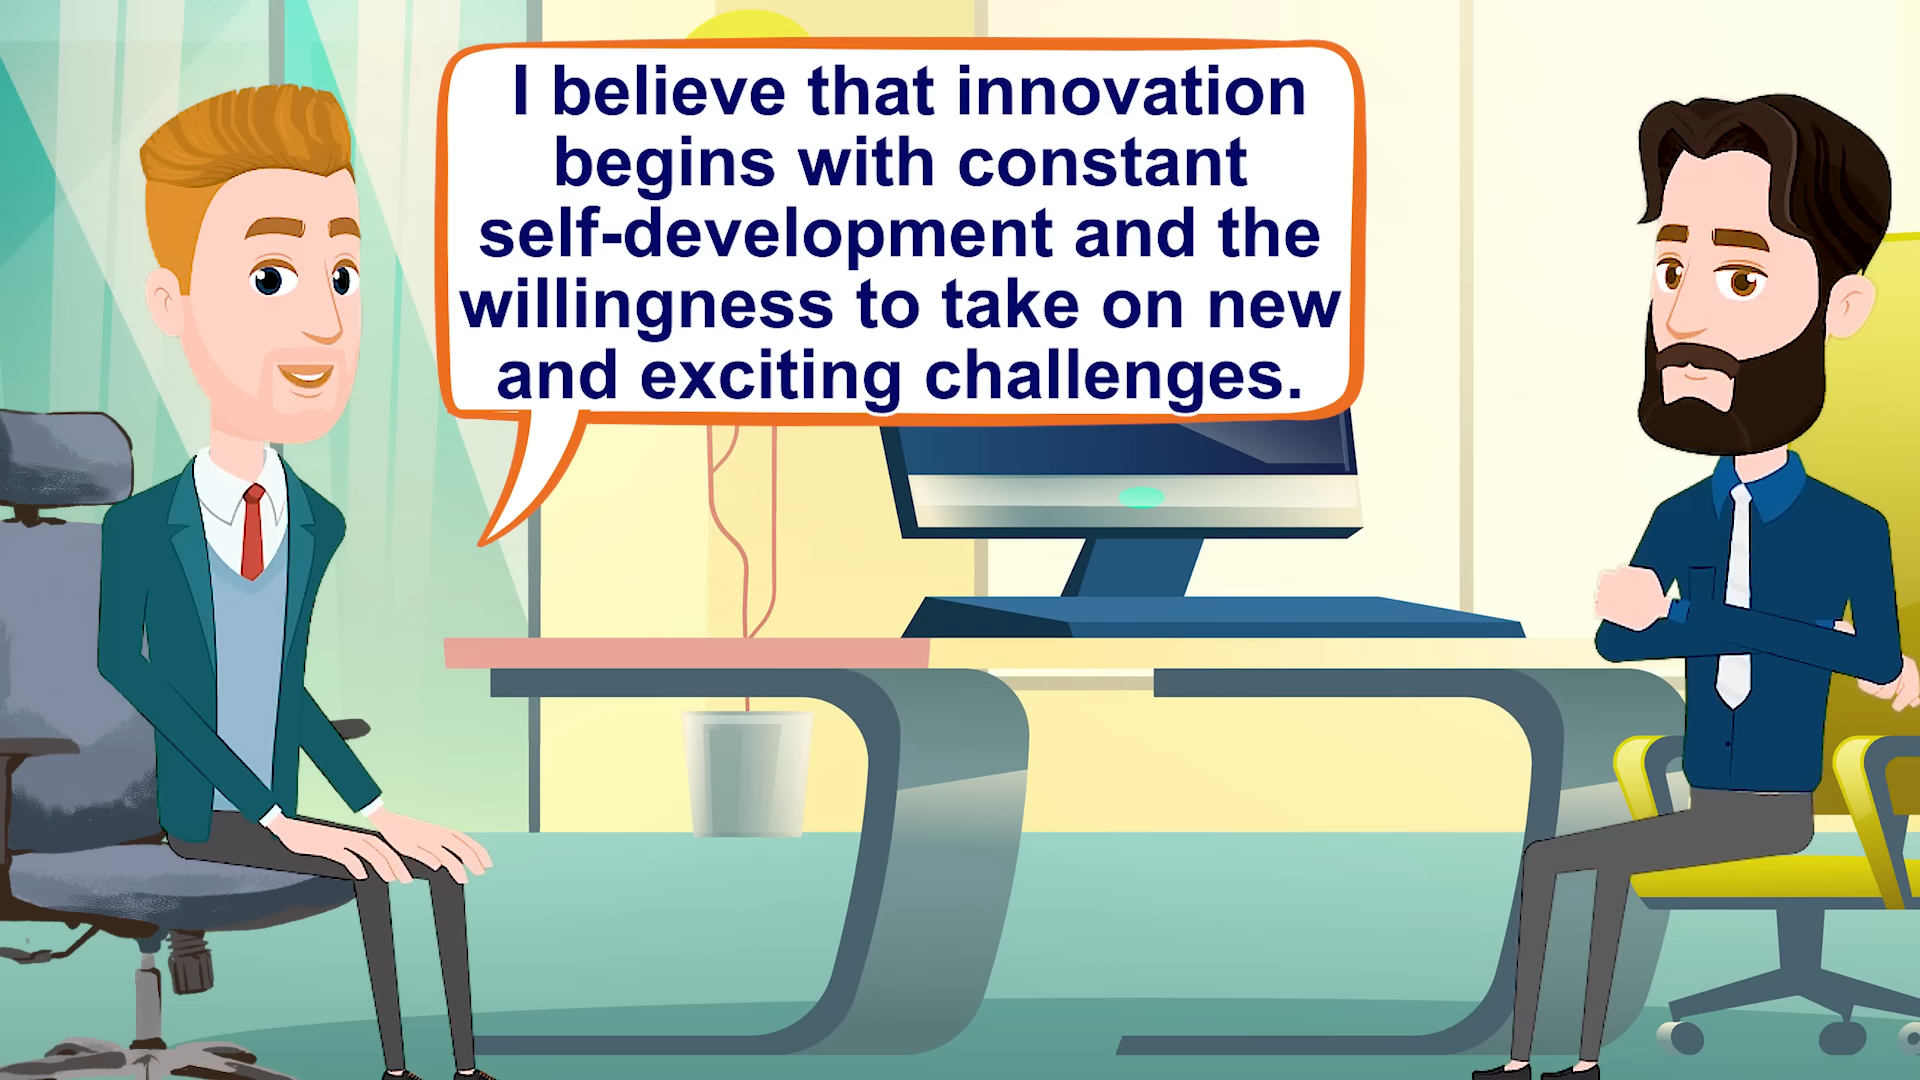 I believe that innovation
begins with constant
self-development and the
willingness to take on new
and exciting challenges.